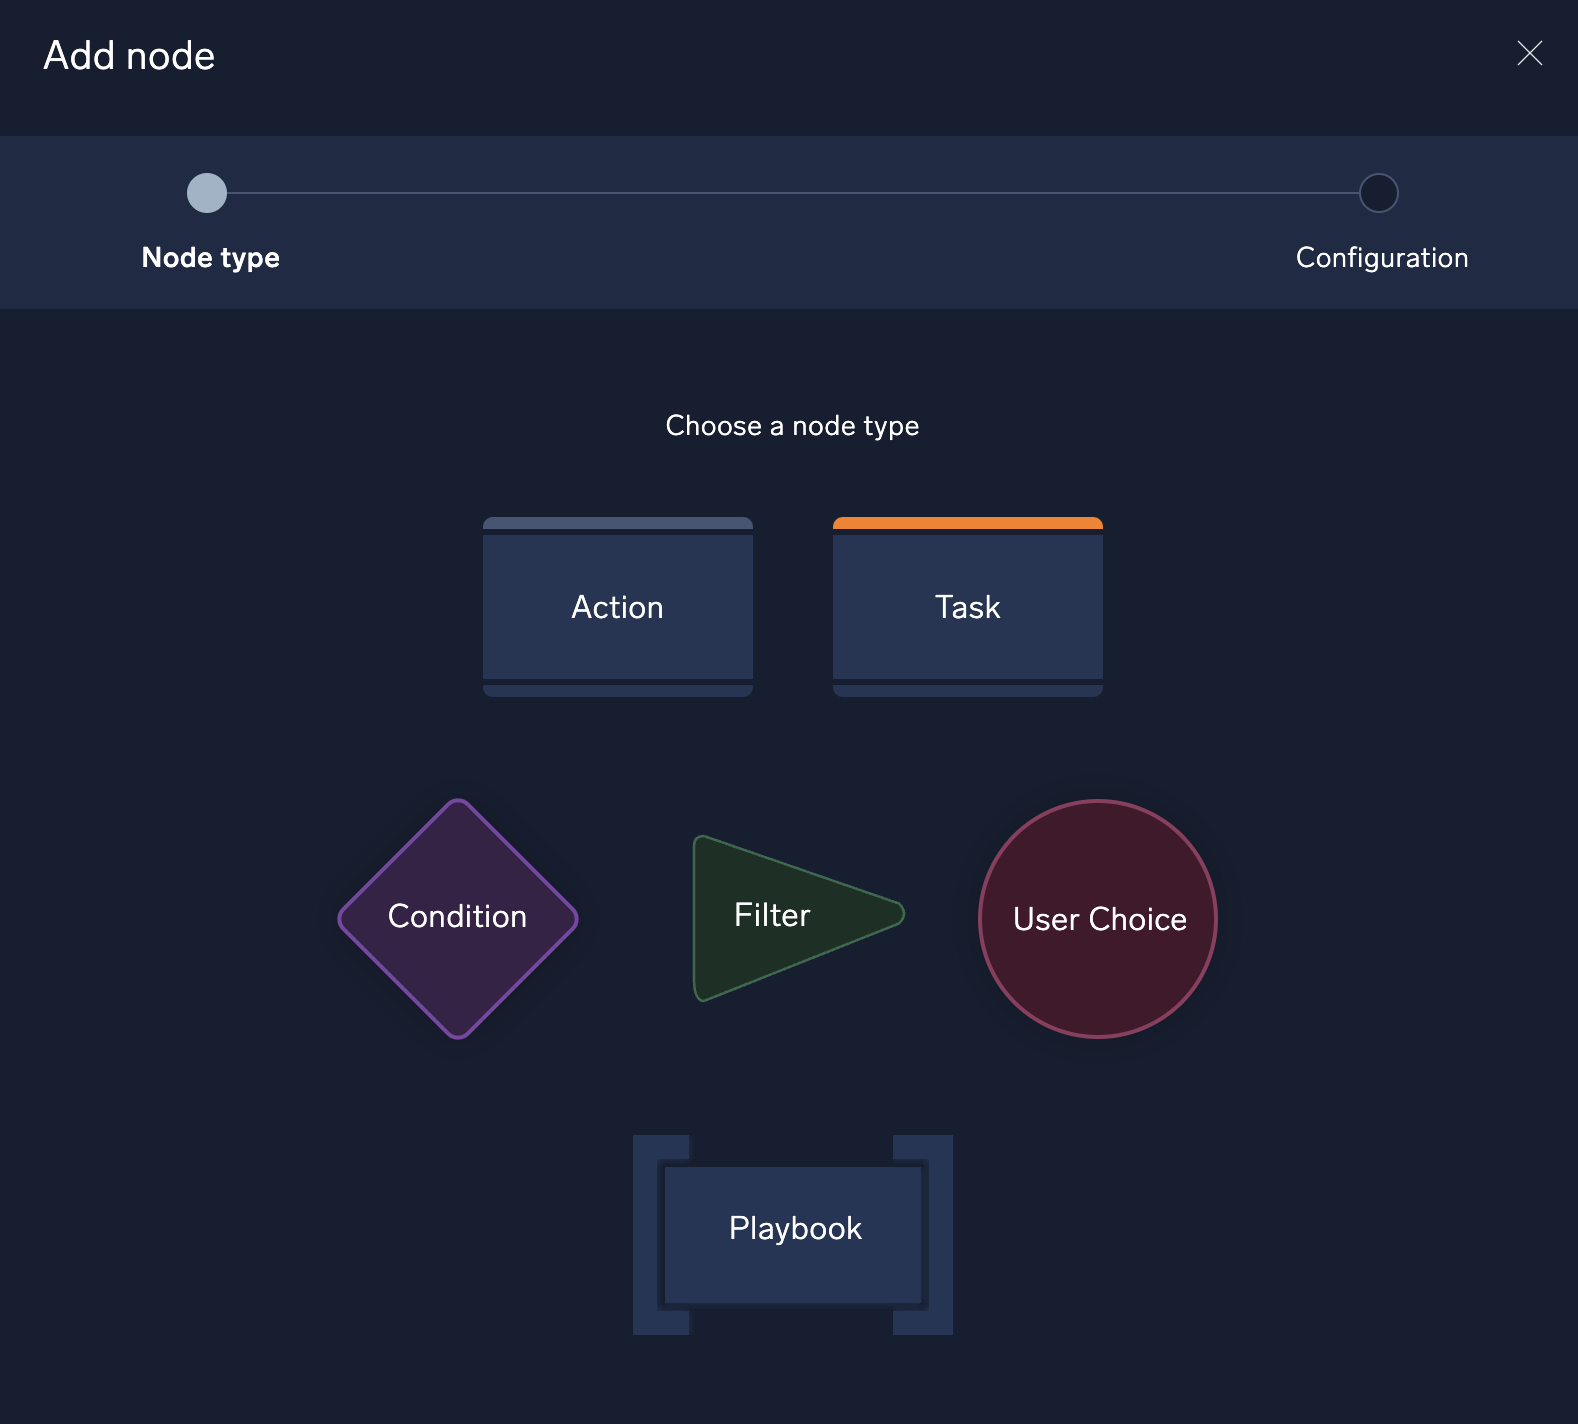 Add node
Node type
Configuration
Choose a node type
Action
Task
Condition
Filter
User Choice
Playbook